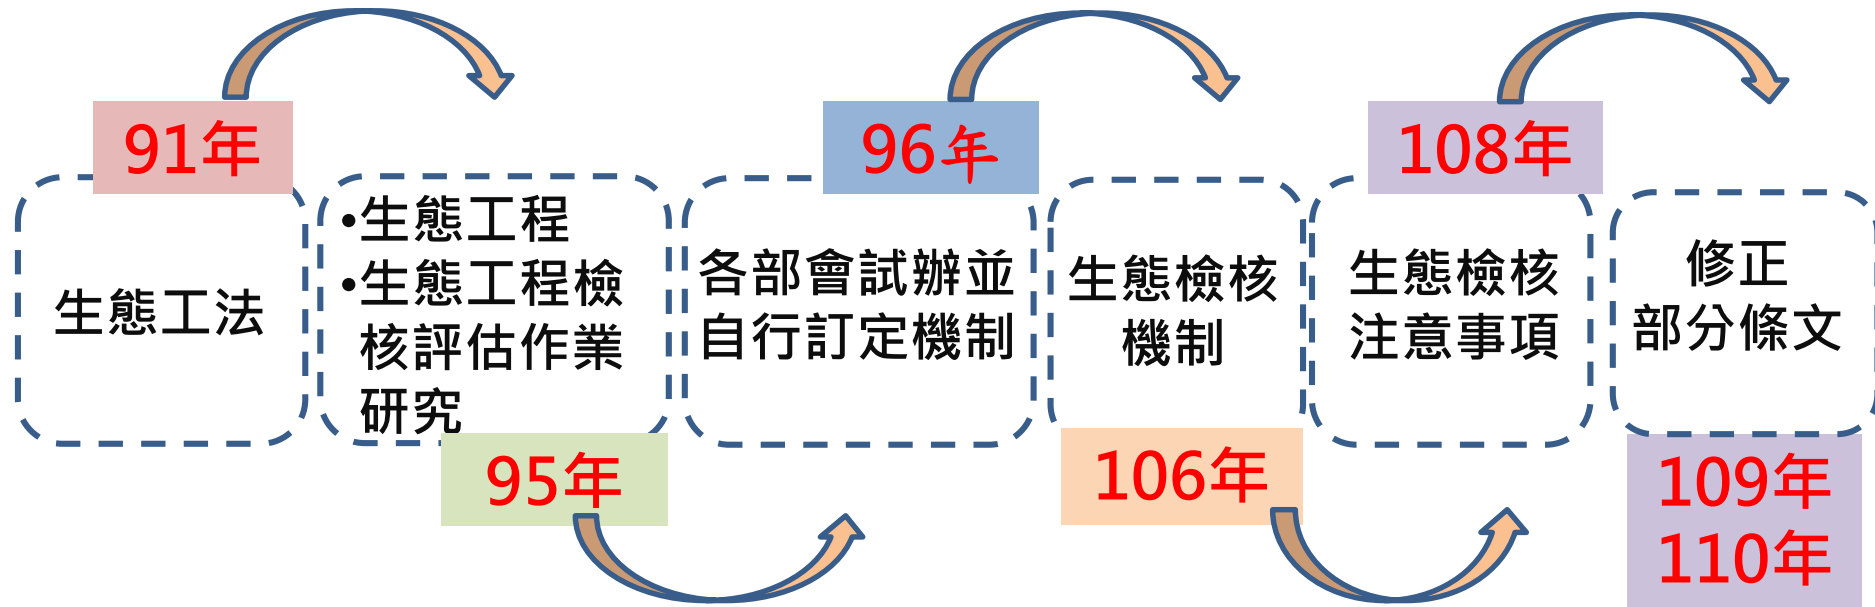 91年
生態工法
•生態工程
•生態工程檢
核評估作業
研究
95年
96年
各部會試辦並
自行訂定機制
生態檢核
機制
106年
108年
生態檢核
注意事項
修正
部分條文
109年
110年